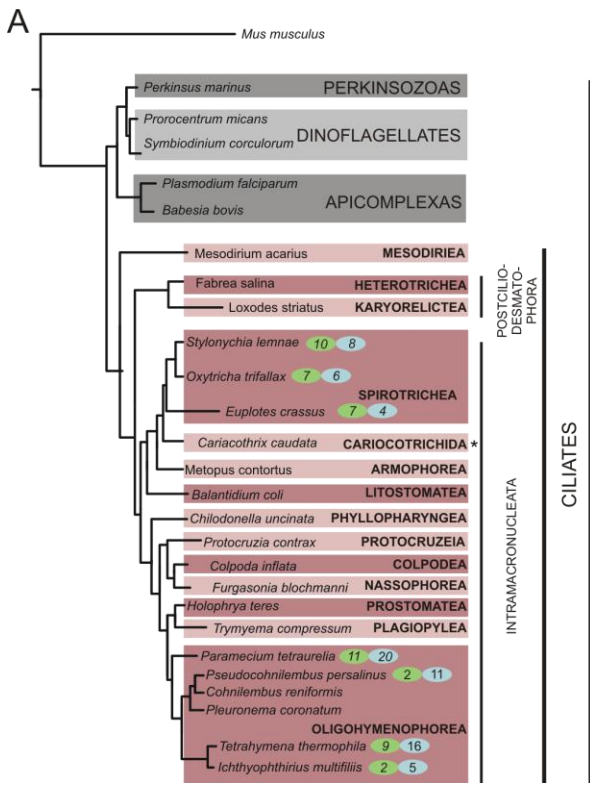 A
Mus musculus
Perkinsus marinus PERKINSOZOAS
Prorocentrum micans
DINOFLAGELLATES
Symbiodinium corculorum
Plasmodium falciparum
APICOMPLEXAS
Babesia bovis
Mesodirium acarius MESODIRIEA
Fabrea salina HETEROTRICHEA
Loxodes striatus KARYORELICTEA
POSTCILIO-
DESMATO-
PHORA
Stylonychia lemnae 10 8
Oxytricha trifallax 7 6
SPIROTRICHEA
Euplotes crassus 7 4
Cariacothrix caudata CARIOCOTRICHIDA *
Metopus contortus ARMOPHOREA
Balantidium coli LITOSTOMATEA
Chilodonella uncinata PHYLLOPHARYNGEA
Protocruzia contrax PROTOCRUZEIA
Colpoda inflata COLPODEA
Furgasonia blochmanni NASSOPHOREA
Holophrya teres PROSTOMATEA
Trymyema compressum PLAGIOPYLEA
Paramecium tetraurelia 11 20
Pseudocohnilembus persalinus 2 11
Cohnilembus reniformis
Pleuronema coronatum
OLIGOHYMENOPHOREA
Tetrahymena thermophila 9 16
Ichthyophthirius multifiliis 2 5
INTRAMACRONUCLEATA
CILIATES